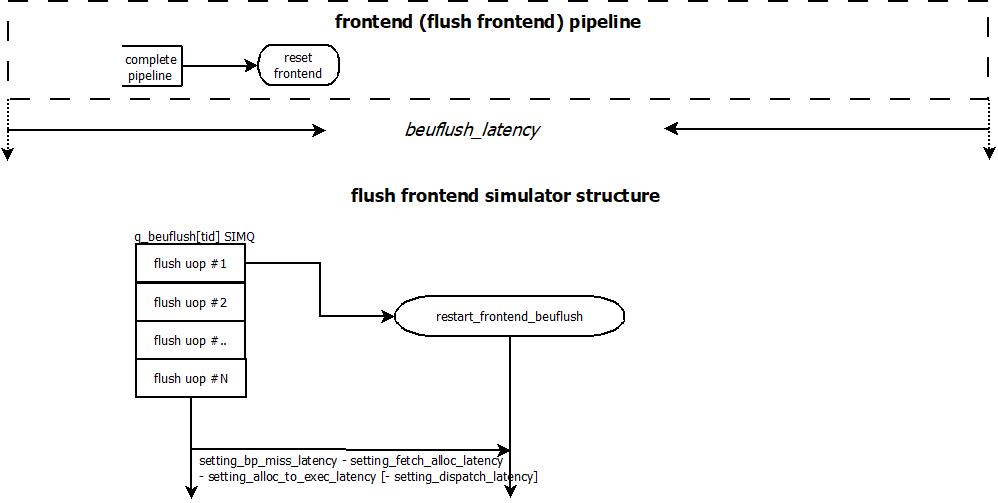 frontend (flush frontend) pipeline
complete
pipeline
reset
frontend
beuflush_latency
flush frontend simulator structure
q_beuflush[tid] SIMQ
flush uop #1
flush uop #2
flush uop #..
flush uop #N
restart_frontend_beuflush
setting_bp_miss_latency - setting_fetch_alloc_latency
- setting_alloc_to_exec_latency [- setting_dispatch_latency]